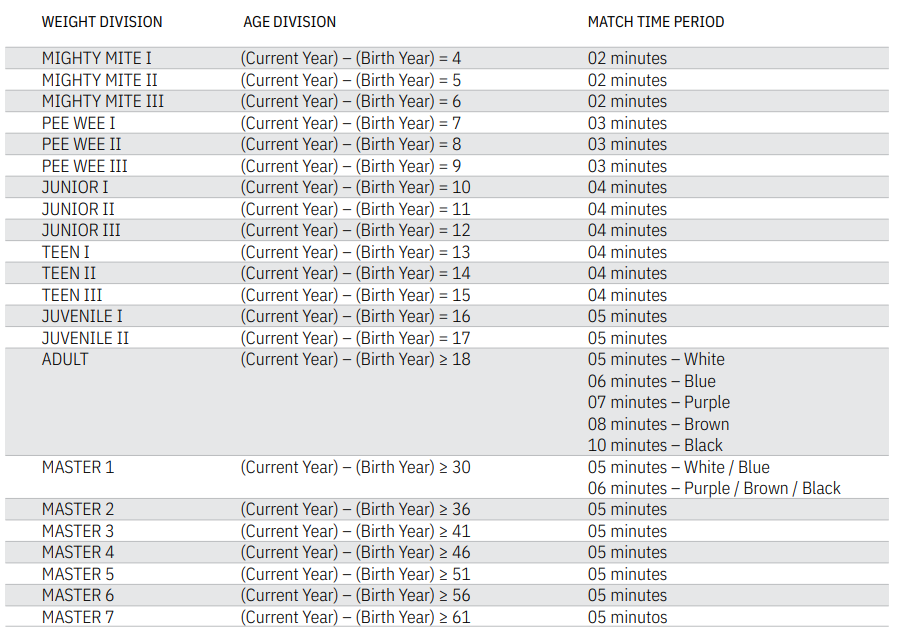 WEIGHT DIVISION AGE DIVISION MATCH TIME PERIOD
MIGHTY MITE I (Current Year) – (Birth Year) = 4 02 minutes
MIGHTY MITE II (Current Year) – (Birth Year) = 5 02 minutes
MIGHTY MITE III (Current Year) – (Birth Year) = 6 02 minutes
PEE WEE I (Current Year) – (Birth Year) = 7 03 minutes
PEE WEE II (Current Year) – (Birth Year) = 8 03 minutes
PEE WEE III (Current Year) – (Birth Year) = 9 03 minutes
JUNIOR I (Current Year) – (Birth Year) = 10 04 minutes
JUNIOR II (Current Year) – (Birth Year) = 11 04 minutes
JUNIOR III (Current Year) – (Birth Year) = 12 04 minutes
TEEN I (Current Year) – (Birth Year) = 13 04 minutes
TEEN II (Current Year) – (Birth Year) = 14 04 minutes
TEEN III (Current Year) – (Birth Year) = 15 04 minutes
JUVENILE I (Current Year) – (Birth Year) = 16 05 minutes
JUVENILE II (Current Year) – (Birth Year) = 17 05 minutes
ADULT (Current Year) – (Birth Year) ≥ 18 05 minutes – White
06 minutes – Blue
07 minutes – Purple
08 minutes – Brown
10 minutes – Black
MASTER 1 (Current Year) – (Birth Year) ≥ 30 05 minutes – White / Blue
06 minutes – Purple / Brown / Black
MASTER 2 (Current Year) – (Birth Year) ≥ 36 05 minutes
MASTER 3 (Current Year) – (Birth Year) ≥ 41 05 minutes
MASTER 4 (Current Year) – (Birth Year) ≥ 46 05 minutes
MASTER 5 (Current Year) – (Birth Year) ≥ 51 05 minutes
MASTER 6 (Current Year) – (Birth Year) ≥ 56 05 minutes
MASTER 7 (Current Year) – (Birth Year) ≥ 61 05 minutos